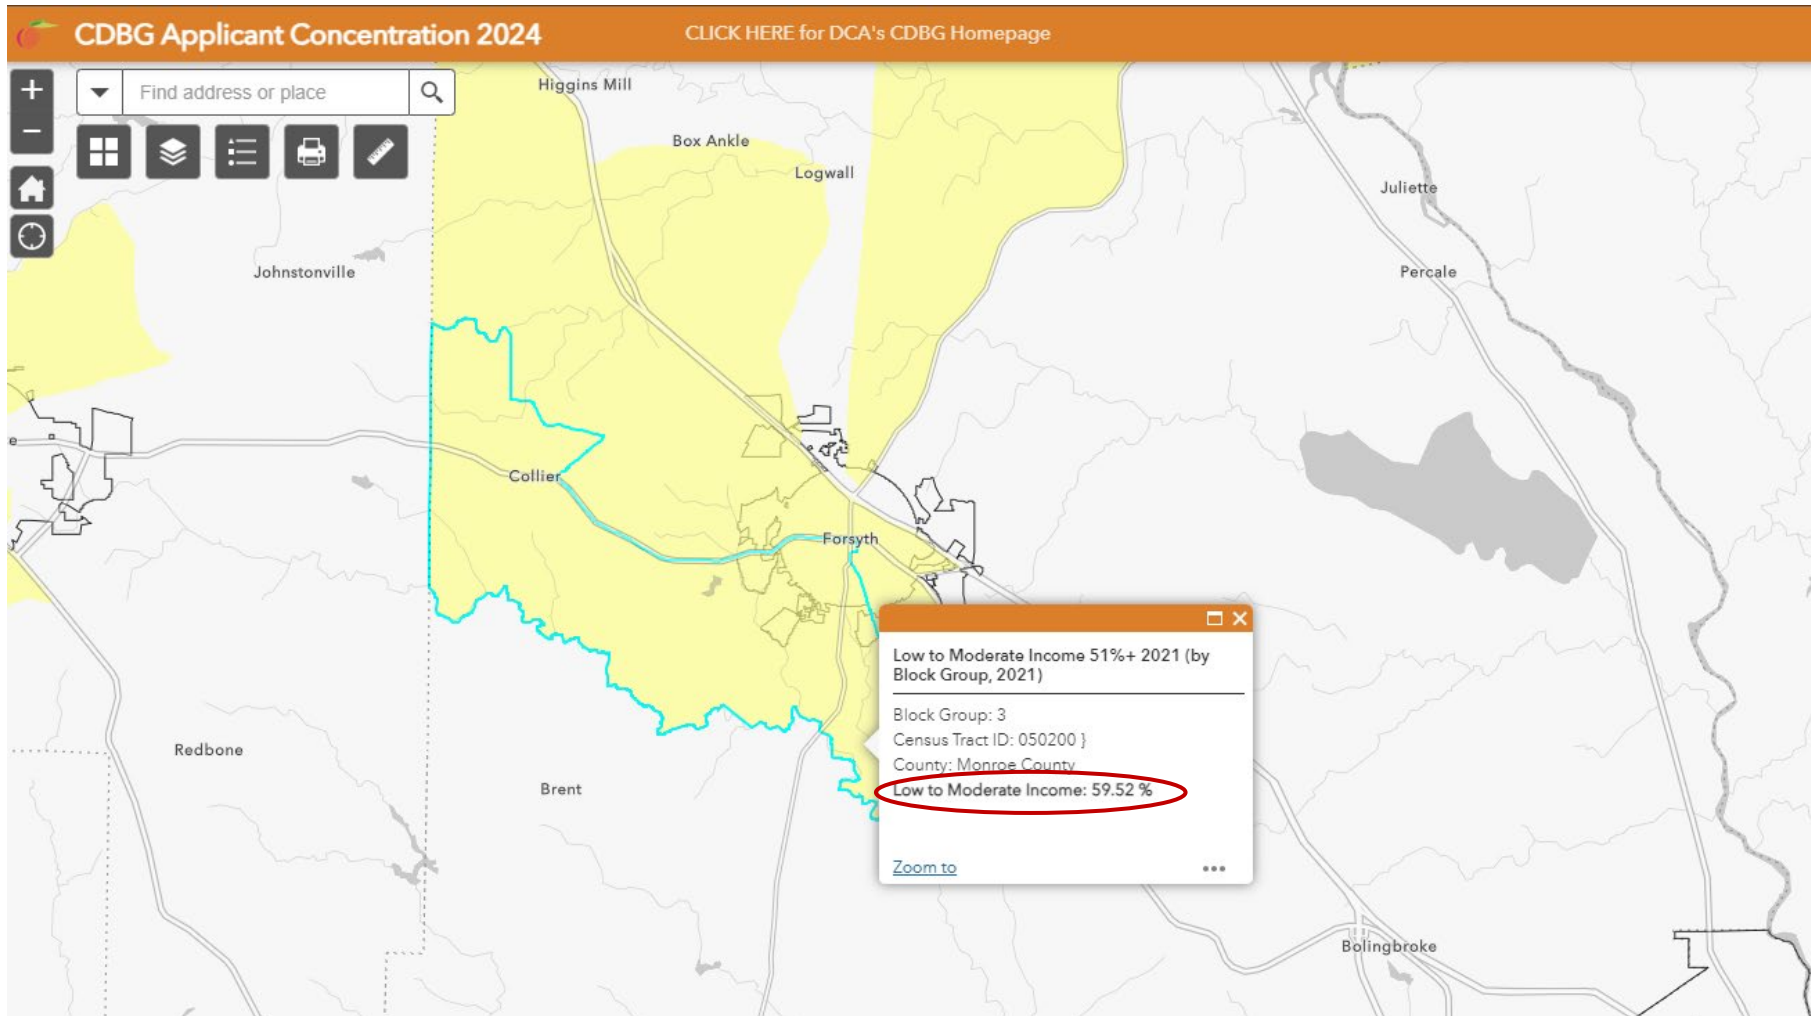 CDBG Applicant Concentration 2024
CLICK HERE for DCA's CDBG Homepage
+
Find address or place
−
Higgins Mill
Box Ankle
Logwall
Juliette
Johnstonville
Percale
e
Collier
Forsyth
Low to Moderate Income 51%+ 2021 (by
Block Group, 2021)
Block Group: 3
Census Tract ID: 050200 }
County: Monroe County
Low to Moderate Income: 59.52 %
Zoom to
Redbone
Brent
Bolingbroke